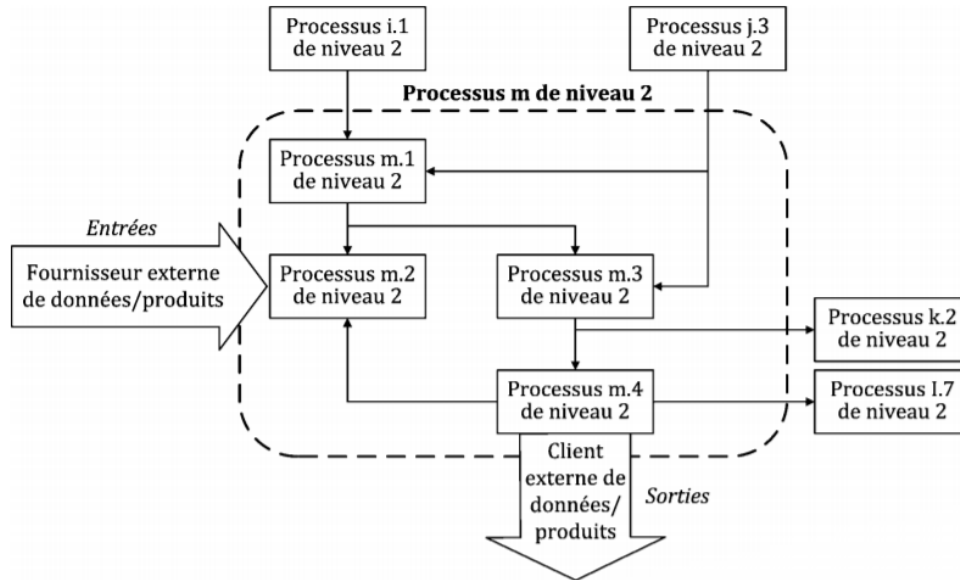 Processus i.1
de niveau 2
Processus j.3
de niveau 2
Processus m de niveau 2
Processus m.1
de niveau 2
Entrées
Fournisseur externe
de données/produits
Processus m.2
de niveau 2
Processus m.3
de niveau 2
Processus k.2
de niveau 2
Processus m.4
de niveau 2
Processus l.7
de niveau 2
Client
externe de
données/
produits
Sorties